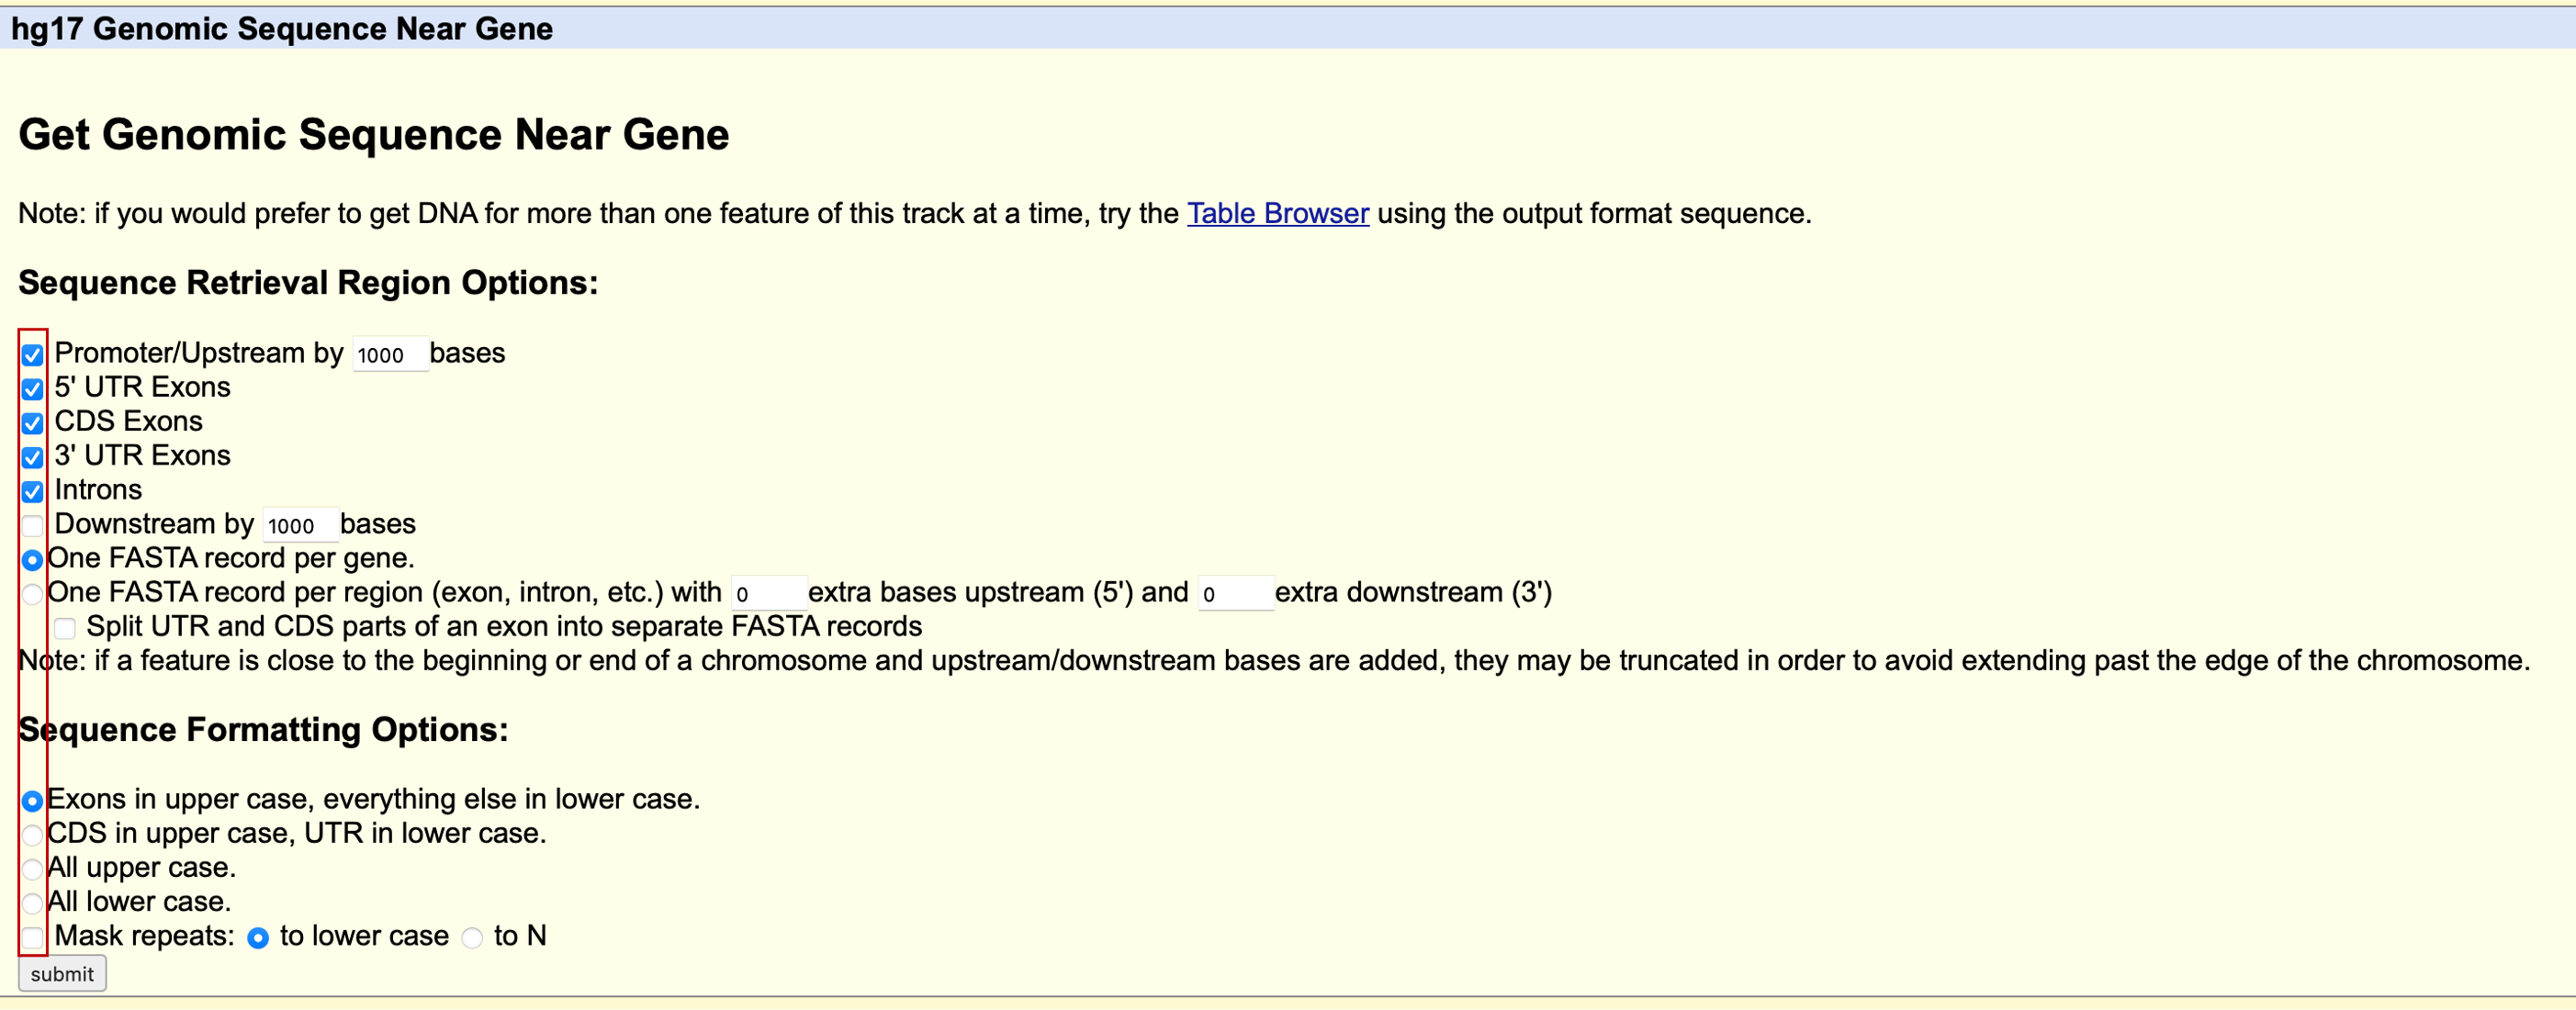 hg17 Genomic Sequence Near Gene
Get Genomic Sequence Near Gene
Note: if you would prefer to get DNA for more than one feature of this track at a time, try the Table Browser using the output format sequence.
Sequence Retrieval Region Options:
Promoter/Upstream by 1000 bases
5' UTR Exons
CDS Exons
3' UTR Exons
Introns
Downstream by 1000 bases
One FASTA record per gene.
One FASTA record per region (exon, intron, etc.) with 0 extra bases upstream (5') and 0 extra downstream (3')
Split UTR and CDS parts of an exon into separate FASTA records
Note: if a feature is close to the beginning or end of a chromosome and upstream/downstream bases are added, they may be truncated in order to avoid extending past the edge of the chromosome.
Sequence Formatting Options:
Exons in upper case, everything else in lower case.
CDS in upper case, UTR in lower case.
All upper case.
All lower case.
Mask repeats: to lower case to N
submit